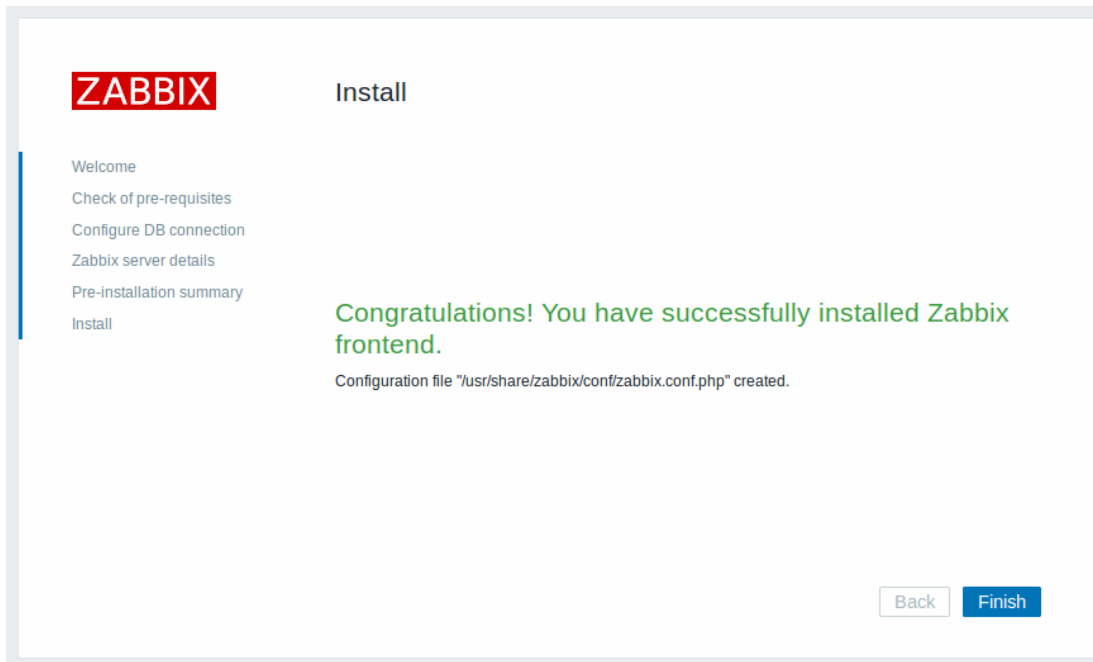 ZABBIX
Install
Welcome
Check of pre-requisites
Configure DB connection
Zabbix server details
Pre-installation summary
Install
Congratulations! You have successfully installed Zabbix
frontend.
Configuration file "/usr/share/zabbix/conf/zabbix.conf.php" created.
Back
Finish